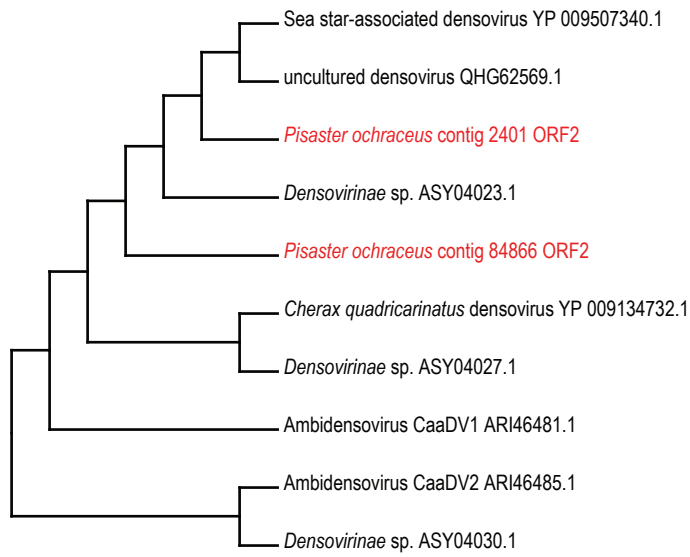 Sea star-associated densovirus YP 009507340.1
uncultured densovirus QHG62569.1
Pisaster ochraceus contig 2401 ORF2
Densovirinae sp. ASY04023.1
Pisaster ochraceus contig 84866 ORF2
Cherax quadricarinatus densovirus YP 009134732.1
Densovirinae sp. ASY04027.1
Ambidensovirus CaaDV1 ARI46481.1
Ambidensovirus CaaDV2 ARI46485.1
Densovirinae sp. ASY04030.1